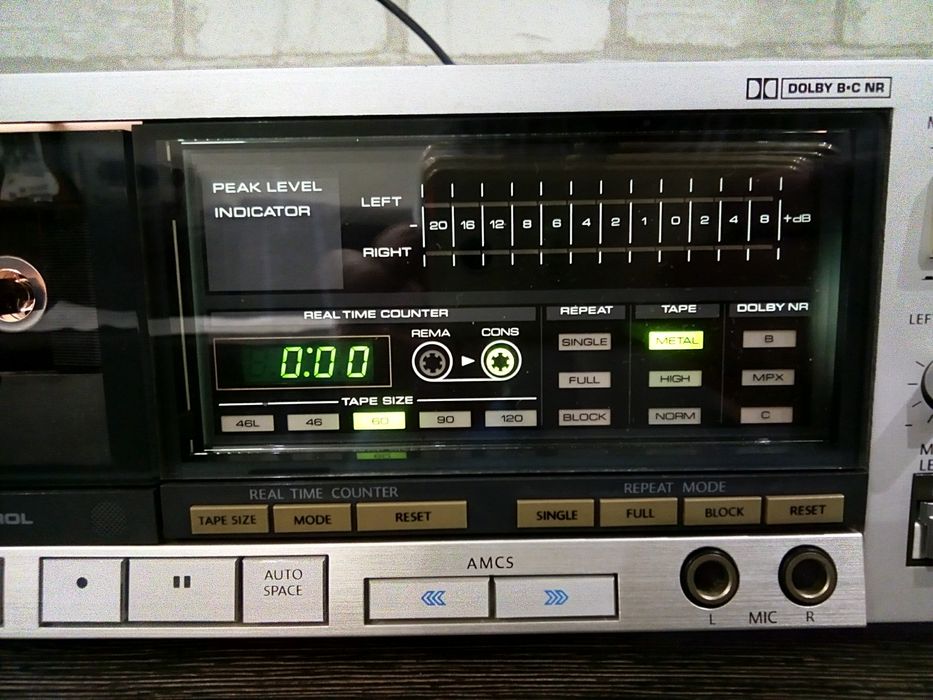 DOLBY B•C NR
PEAK LEVEL
INDICATOR
LEFT
- 20 16 12 8 6 4 2 1 0 2 4 8 +dB
RIGHT
REAL TIME COUNTER
REPEAT
TAPE
DOLBY NR
0:00
REMA
CONS
SINGLE
METAL
B
FULL
HIGH
MPX
TAPE SIZE
46L
46
60
90
120
BLOCK
NORM
C
60
REAL TIME COUNTER
REPEAT MODE
TAPE SIZE
MODE
RESET
SINGLE
FULL
BLOCK
RESET
AUTO
SPACE
AMCS
L
MIC
R